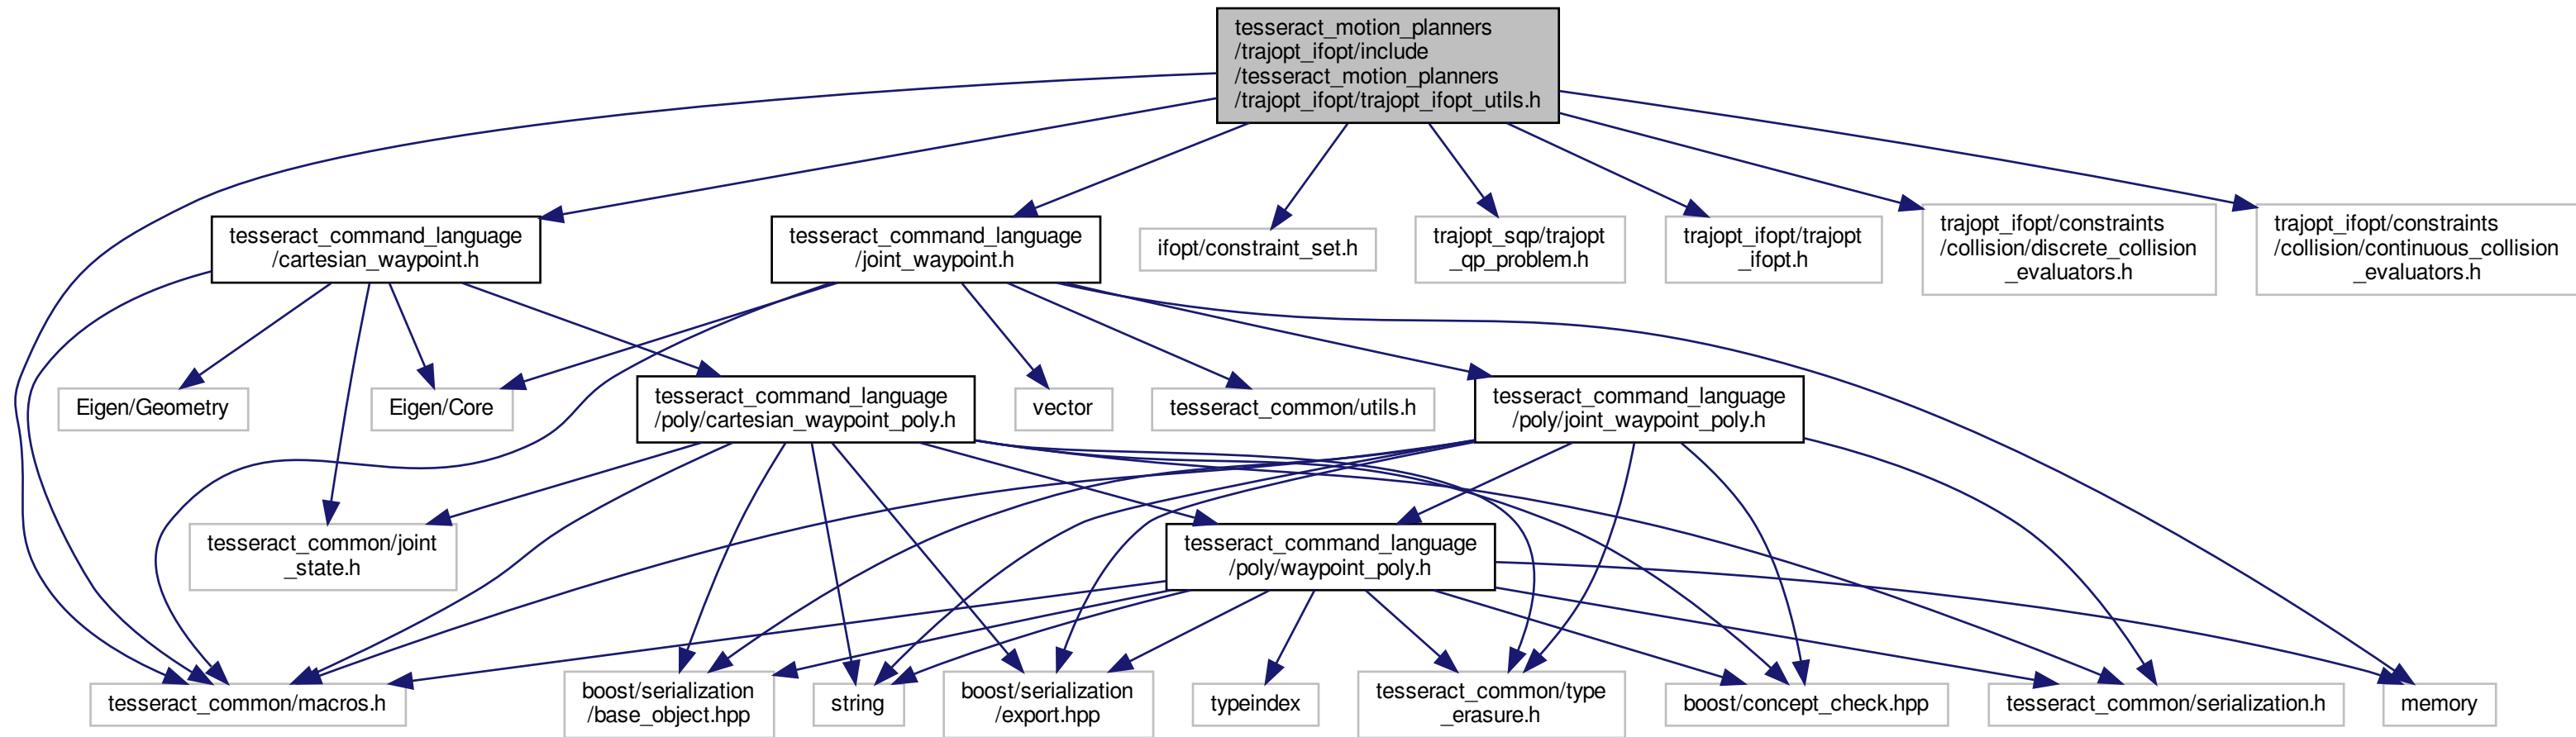 tesseract_motion_planners
/trajopt_ifopt/include
/tesseract_motion_planners
/trajopt_ifopt/trajopt_ifopt_utils.h
tesseract_command_language
/cartesian_waypoint.h
tesseract_command_language
/joint_waypoint.h
ifopt/constraint_set.h
trajopt_sqp/trajopt
_qp_problem.h
trajopt_ifopt/trajopt
_ifopt.h
trajopt_ifopt/constraints
/collision/discrete_collision
_evaluators.h
trajopt_ifopt/constraints
/collision/continuous_collision
_evaluators.h
Eigen/Geometry
Eigen/Core
tesseract_command_language
/poly/cartesian_waypoint_poly.h
vector
tesseract_common/utils.h
tesseract_command_language
/poly/joint_waypoint_poly.h
tesseract_common/joint
_state.h
tesseract_command_language
/poly/waypoint_poly.h
tesseract_common/macros.h
boost/serialization
/base_object.hpp
string
boost/serialization
/export.hpp
typeindex
tesseract_common/type
_erasure.h
boost/concept_check.hpp
tesseract_common/serialization.h
memory